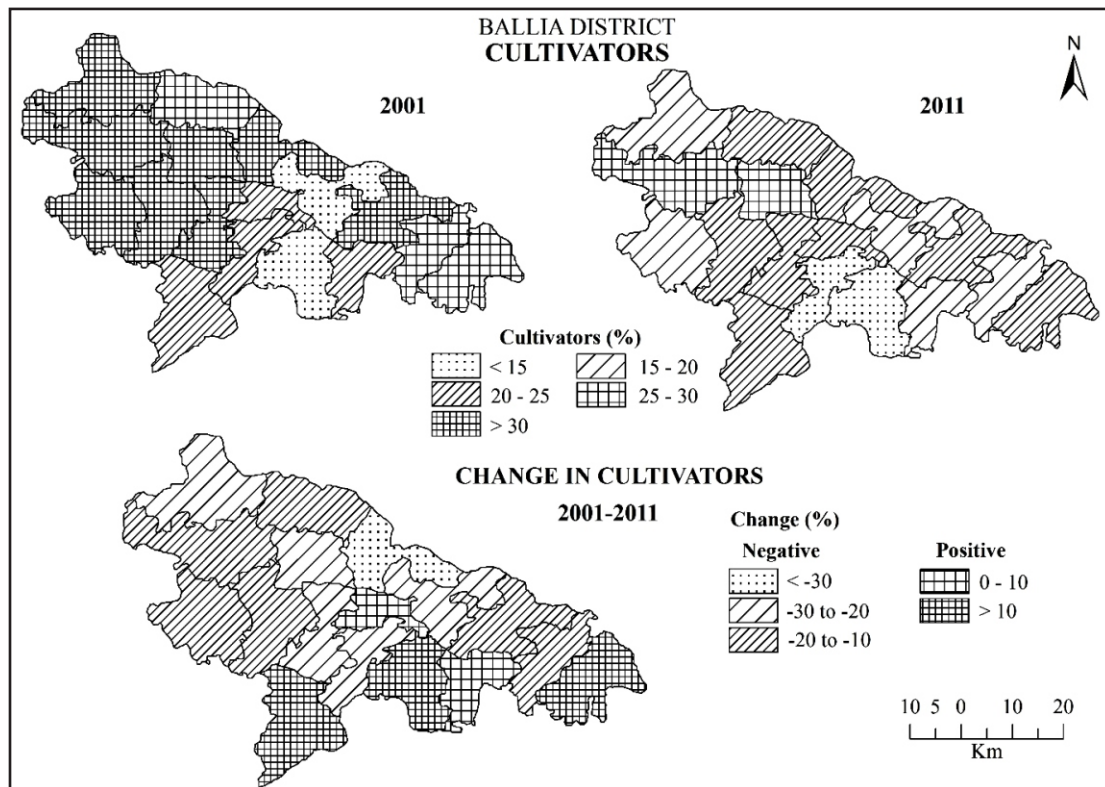 BALLIA DISTRICT
CULTIVATORS
N
2001
2011
Cultivators (%)
< 15
15 - 20
20 - 25
25 - 30
> 30
CHANGE IN CULTIVATORS
2001-2011
Change (%)
Negative
Positive
< -30
0 - 10
-30 to -20
> 10
-20 to -10
10 5 0 10 20
Km